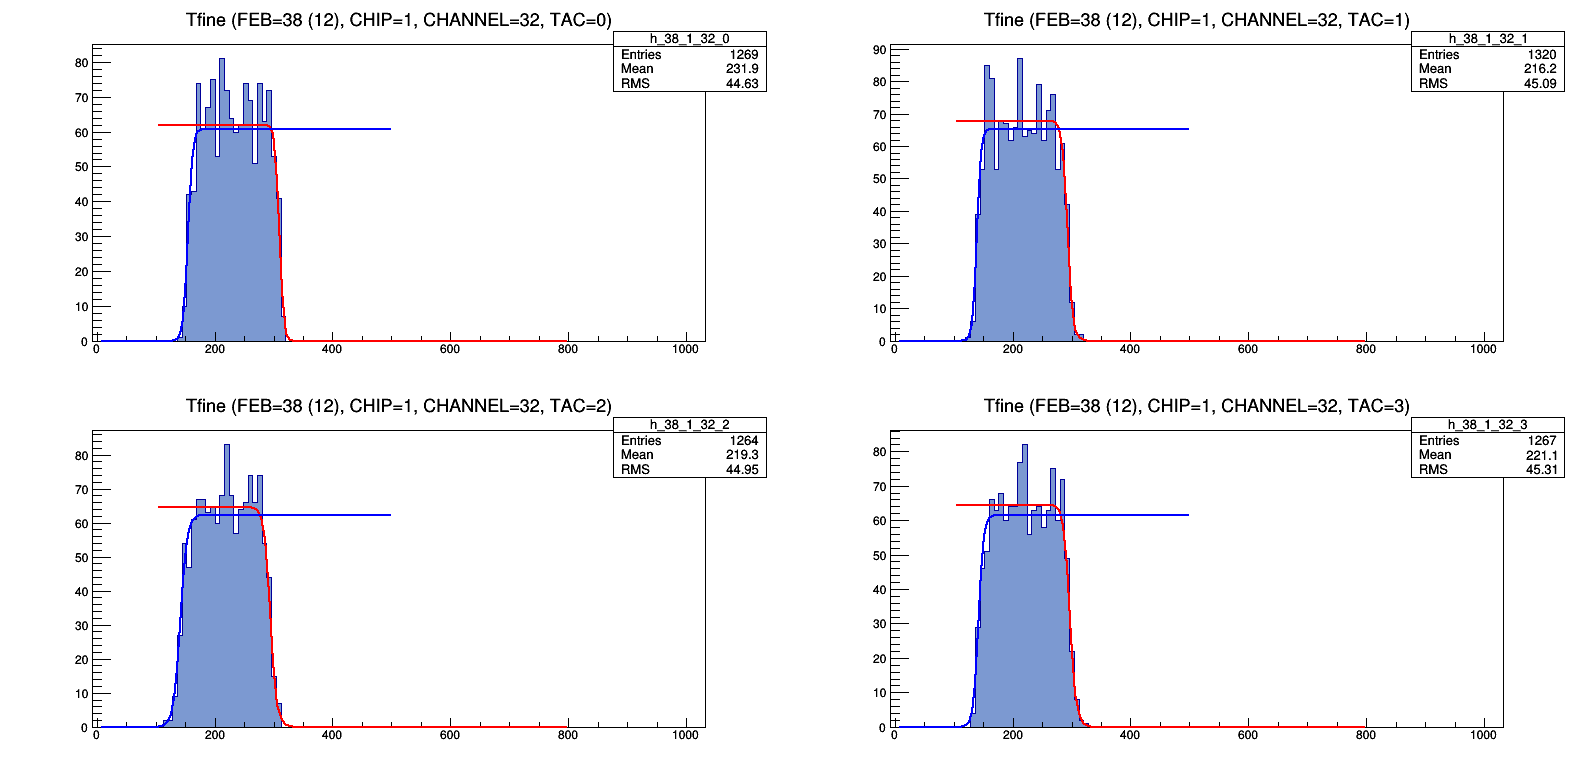 Tfine (FEB=38 (12), CHIP=1, CHANNEL=32, TAC=0)
h_38_1_32_0
Entries 1269
Mean 231.9
RMS 44.63
80
70
60
50
40
30
20
10
0
0 200 400 600 800 1000
Tfine (FEB=38 (12), CHIP=1, CHANNEL=32, TAC=1)
h_38_1_32_1
Entries 1320
Mean 216.2
RMS 45.09
90
80
70
60
50
40
30
20
10
0
0 200 400 600 800 1000
Tfine (FEB=38 (12), CHIP=1, CHANNEL=32, TAC=2)
h_38_1_32_2
Entries 1264
Mean 219.3
RMS 44.95
80
70
60
50
40
30
20
10
0
0 200 400 600 800 1000
Tfine (FEB=38 (12), CHIP=1, CHANNEL=32, TAC=3)
h_38_1_32_3
Entries 1267
Mean 221.1
RMS 45.31
80
70
60
50
40
30
20
10
0
0 200 400 600 800 1000